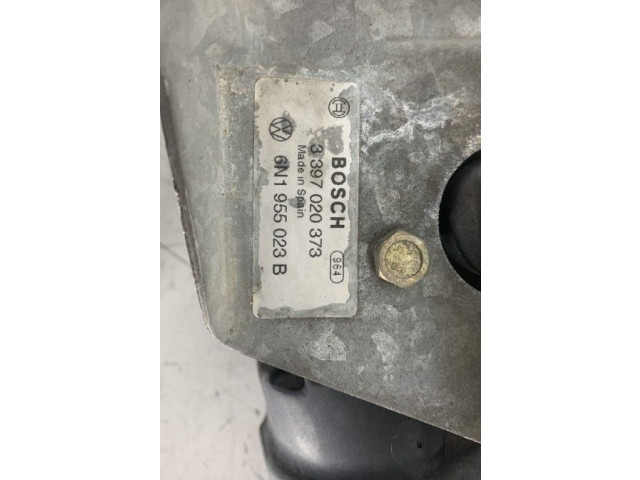 BOSCH
3 397 020 373
Made in Spain
964
6N1 955 023 B